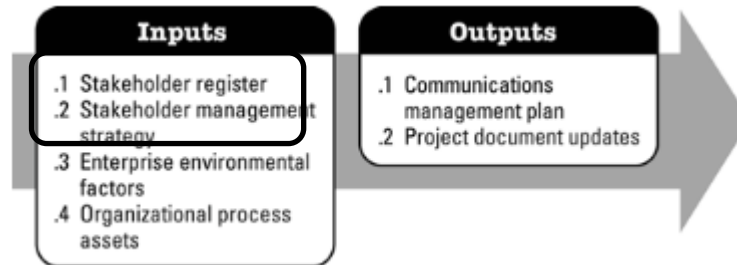 Inputs
.1 Stakeholder register
.2 Stakeholder management
strategy
.3 Enterprise environmental
factors
.4 Organizational process
assets
Outputs
.1 Communications
management plan
.2 Project document updates